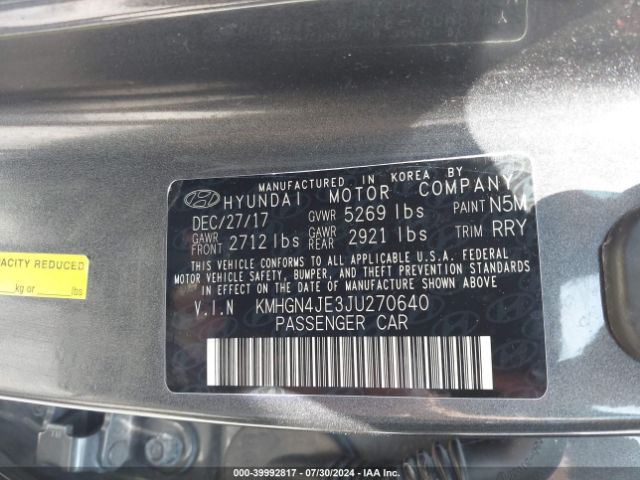 MANUFACTURED IN KOREA BY
HYUNDAI MOTOR COMPANY
DEC/27/17 GVWR 5269 lbs PAINT N5M
GAWR FRONT 2712 lbs GAWR REAR 2921 lbs TRIM RRY
THIS VEHICLE CONFORMS TO ALL APPLICABLE U.S.A. FEDERAL
MOTOR VEHICLE SAFETY, BUMPER, AND THEFT PREVENTION
STANDARDS IN EFFECT ON THE DATE OF MANUFACTURE SHOWN ABOVE.
V.I.N KMHGN4JE3JU270640
PASSENGER CAR
ACITY REDUCED
kg or lbs
000-39992817 - 07/30/2024 - IAA Inc.